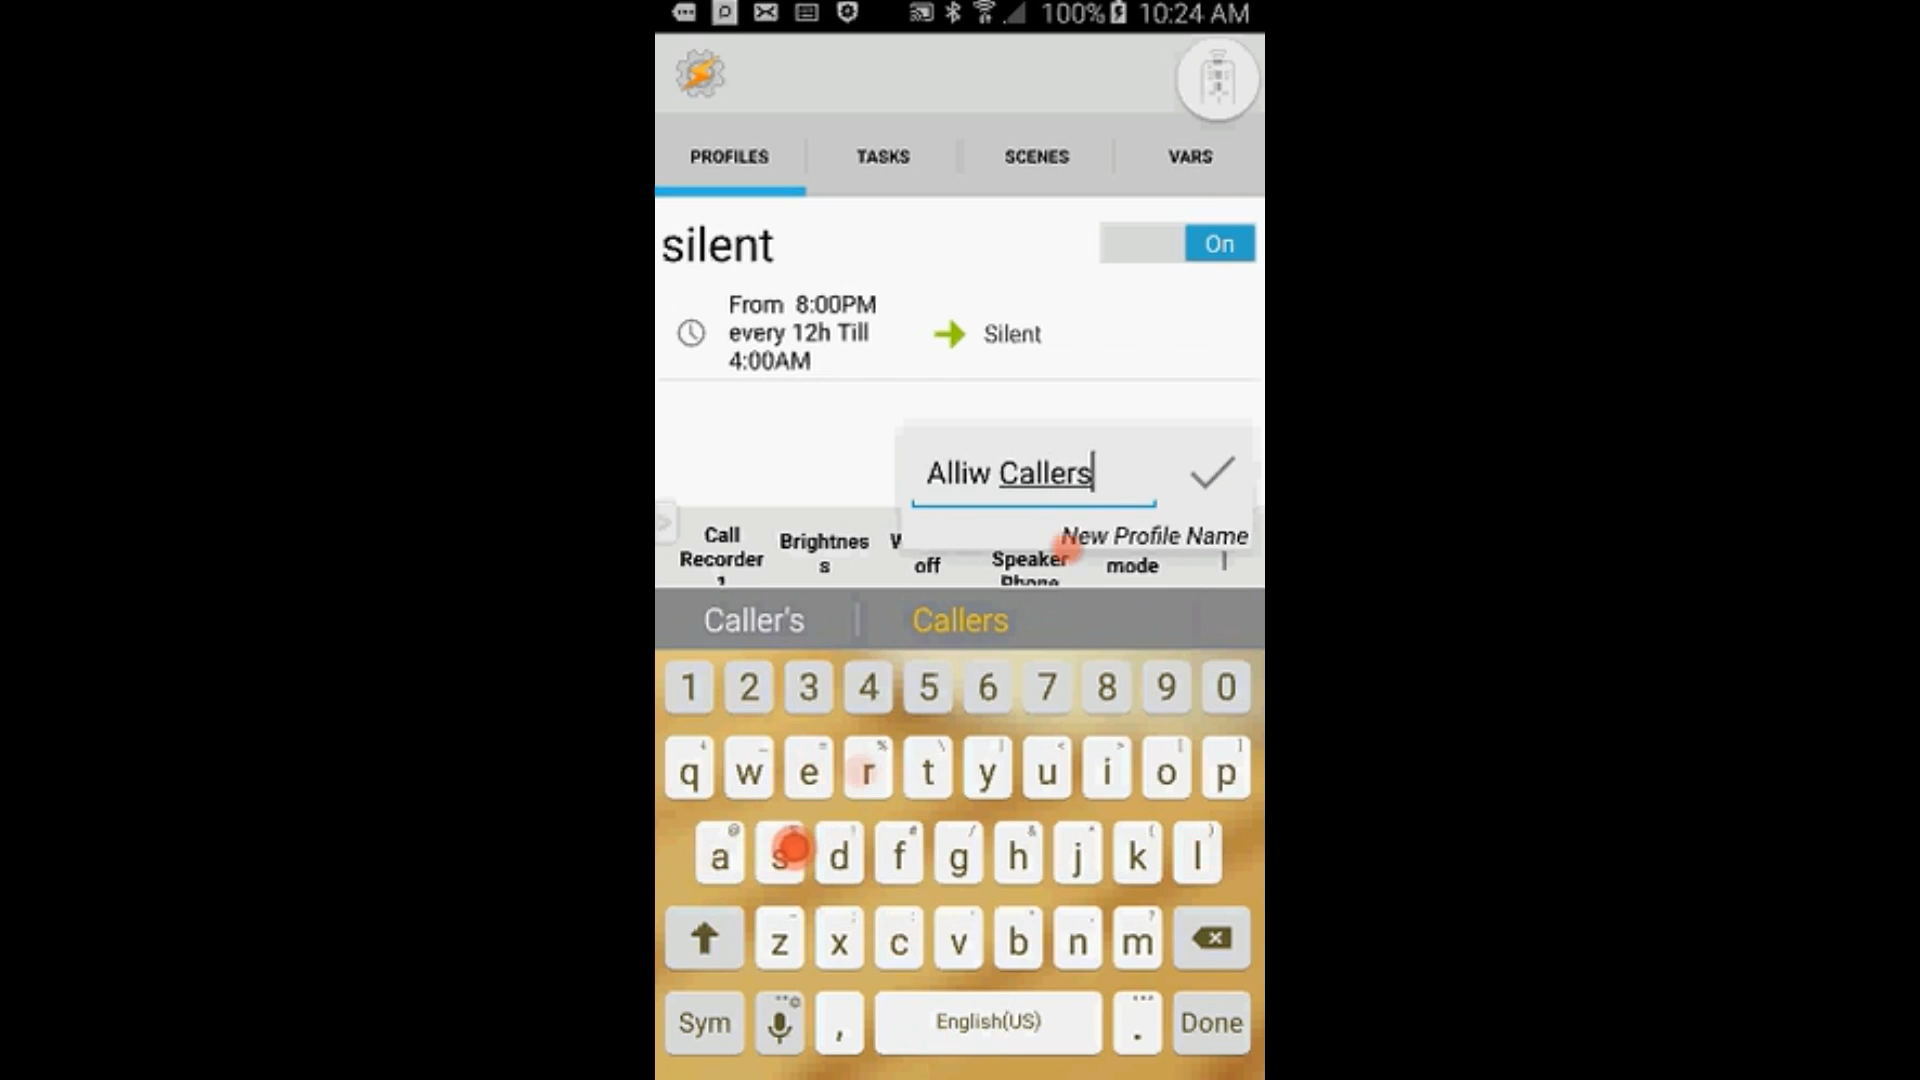 100% 10:24 AM
PROFILES TASKS SCENES VARS
silent On
From 8:00PM
every 12h Till
4:00AM
Silent
Alliw Callers
New Profile Name
Call
Recorder
1
Brightnes
s
W
off
Speaker
Phone
mode
Caller's Callers
1 2 3 4 5 6 7 8 9 0
q w e r t y u i o p
a s d f g h j k l
z x c v b n m
Sym , English(US) . Done